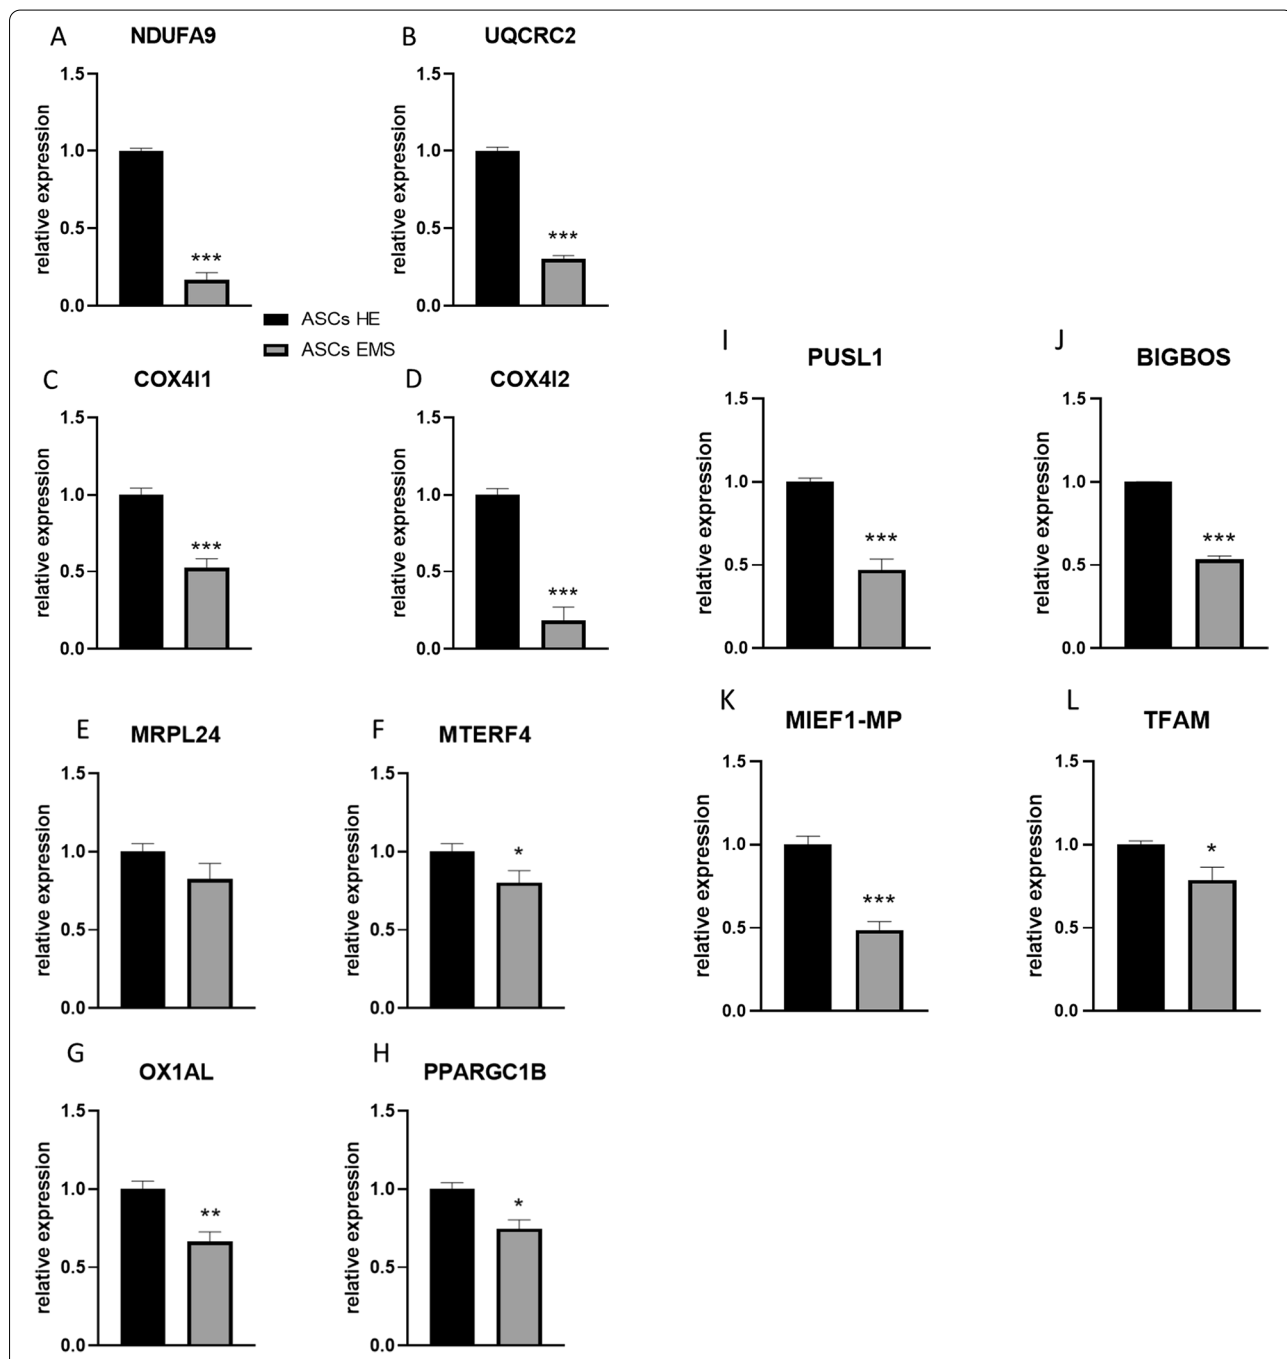 A
NDUFA9
1.5
1.0
0.5
0.0
relative expression
***
B
UQCRC2
1.5
1.0
0.5
0.0
relative expression
***
ASCs HE
ASCs EMS
C
COX4I1
1.5
1.0
0.5
0.0
relative expression
***
D
COX4I2
1.5
1.0
0.5
0.0
relative expression
***
E
MRPL24
1.5
1.0
0.5
0.0
relative expression
F
MTERF4
1.5
1.0
0.5
0.0
relative expression
*
G
OX1AL
1.5
1.0
0.5
0.0
relative expression
**
H
PPARGC1B
1.5
1.0
0.5
0.0
relative expression
*
I
PUSL1
1.5
1.0
0.5
0.0
relative expression
***
J
BIGBOS
1.5
1.0
0.5
0.0
relative expression
***
K
MIEF1-MP
1.5
1.0
0.5
0.0
relative expression
***
L
TFAM
1.5
1.0
0.5
0.0
relative expression
*